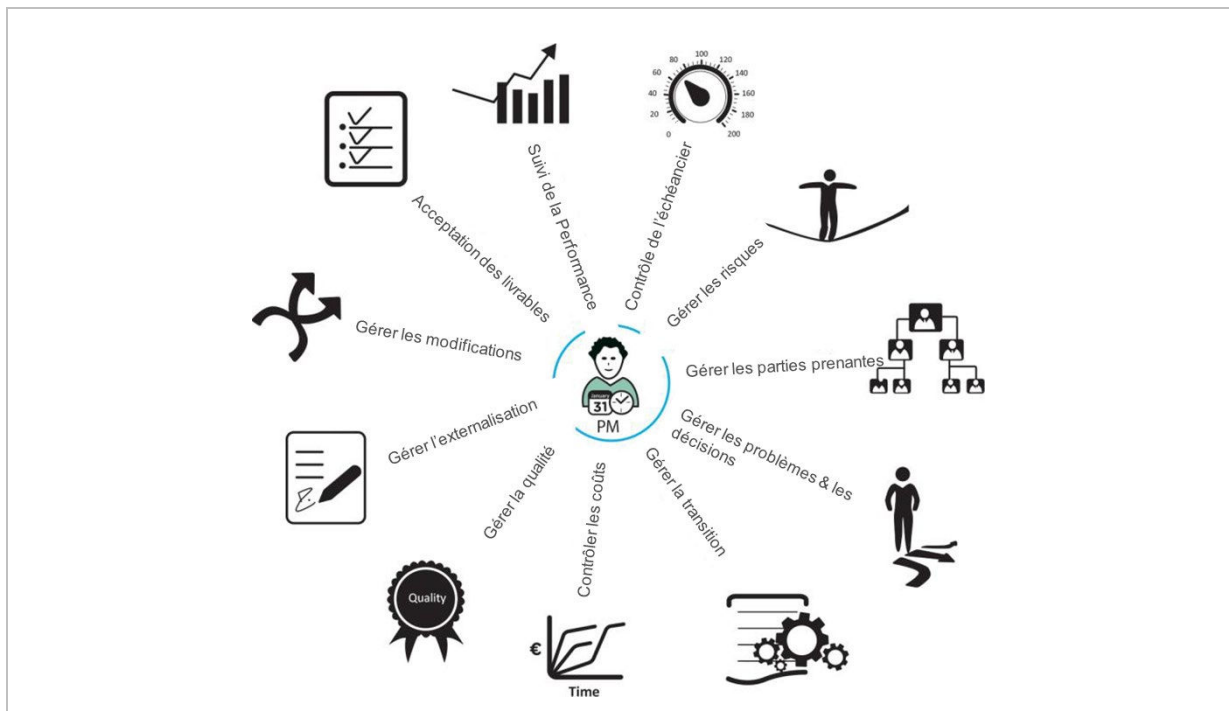 Suivi de la Performance
0
20
40
60
80
100
120
140
160
180
200
Contrôle de l'échéancier
Gérer les risques
Gérer les parties prenantes
Gérer les problèmes & les
décisions
Gérer la transition
Contrôler les coûts
€
Time
Gérer la qualité
Quality
Gérer l'externalisation
Gérer les modifications
Acceptation des livrables
January
31
PM